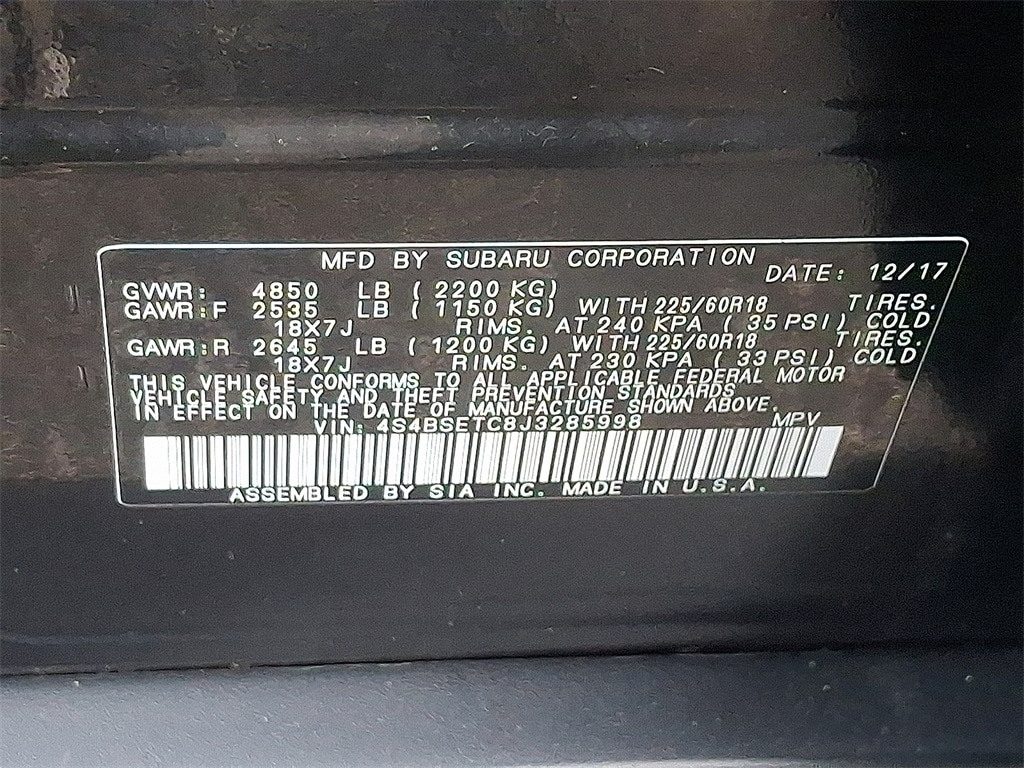 MFD BY SUBARU CORPORATION
DATE: 12/17
GVWR: 4850 LB ( 2200 KG)
GAWR:F 2535 LB ( 1150 KG) WITH 225/60R18 TIRES.
18X7J RIMS. AT 240 KPA ( 35 PSI) COLD
GAWR:R 2645 LB ( 1200 KG) WITH 225/60R18 TIRES.
18X7J RIMS. AT 230 KPA ( 33 PSI) COLD
THIS VEHICLE CONFORMS TO ALL APPLICABLE FEDERAL MOTOR
VEHICLE SAFETY AND THEFT PREVENTION STANDARDS
IN EFFECT ON THE DATE OF MANUFACTURE SHOWN ABOVE.
VIN: 4S4BSETC8J3285998 MPV
ASSEMBLED BY SIA INC. MADE IN U.S.A.